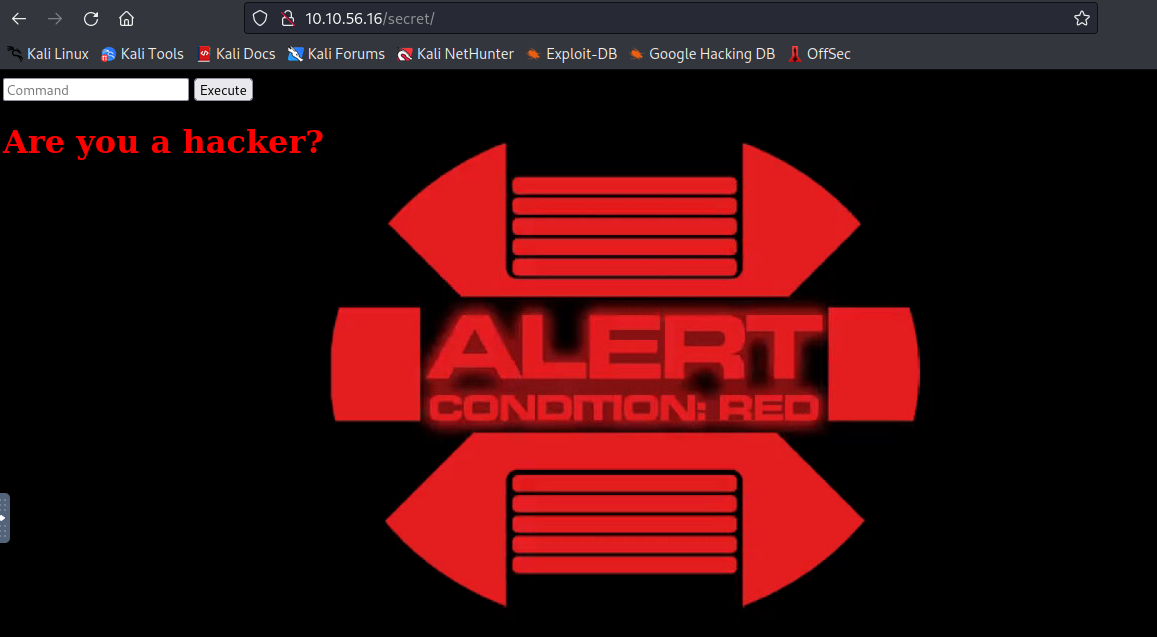 10.10.56.16/secret/
Kali Linux Kali Tools Kali Docs Kali Forums Kali NetHunter Exploit-DB Google Hacking DB OffSec
Command Execute
Are you a hacker?
ALERT
CONDITION: RED